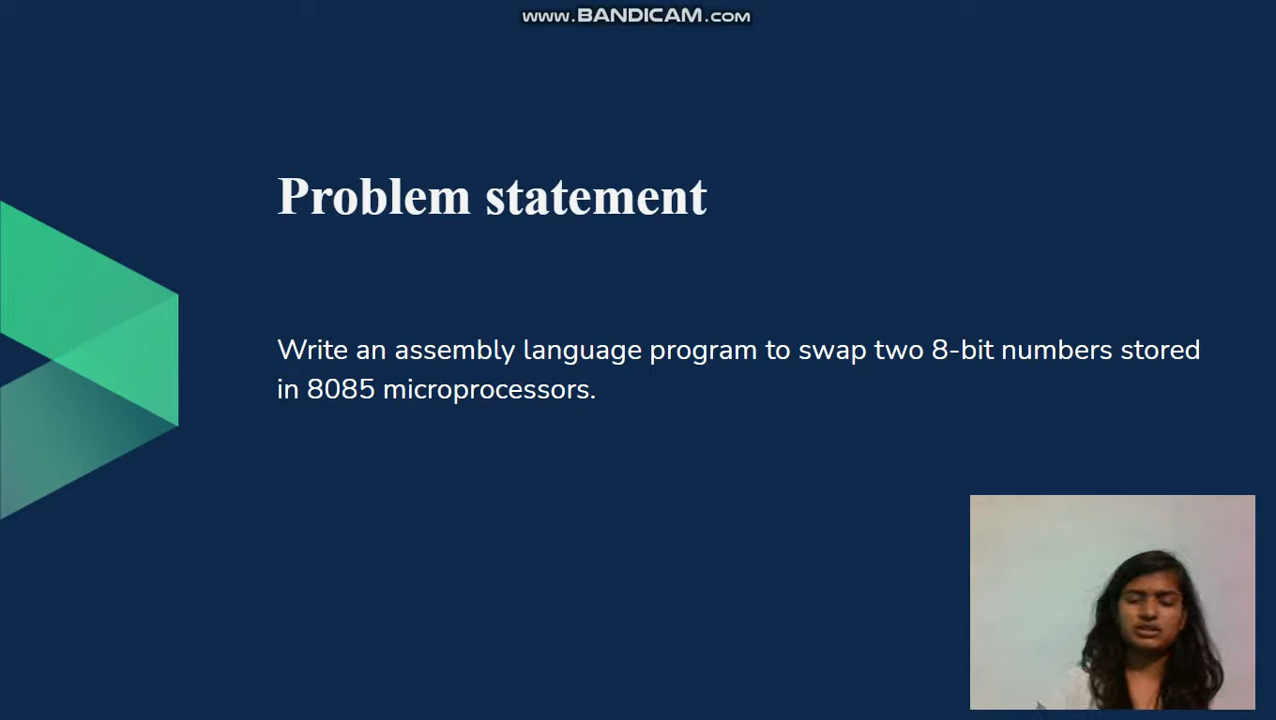 www.BANDICAM.com
Problem statement
Write an assembly language program to swap two 8-bit numbers stored
in 8085 microprocessors.